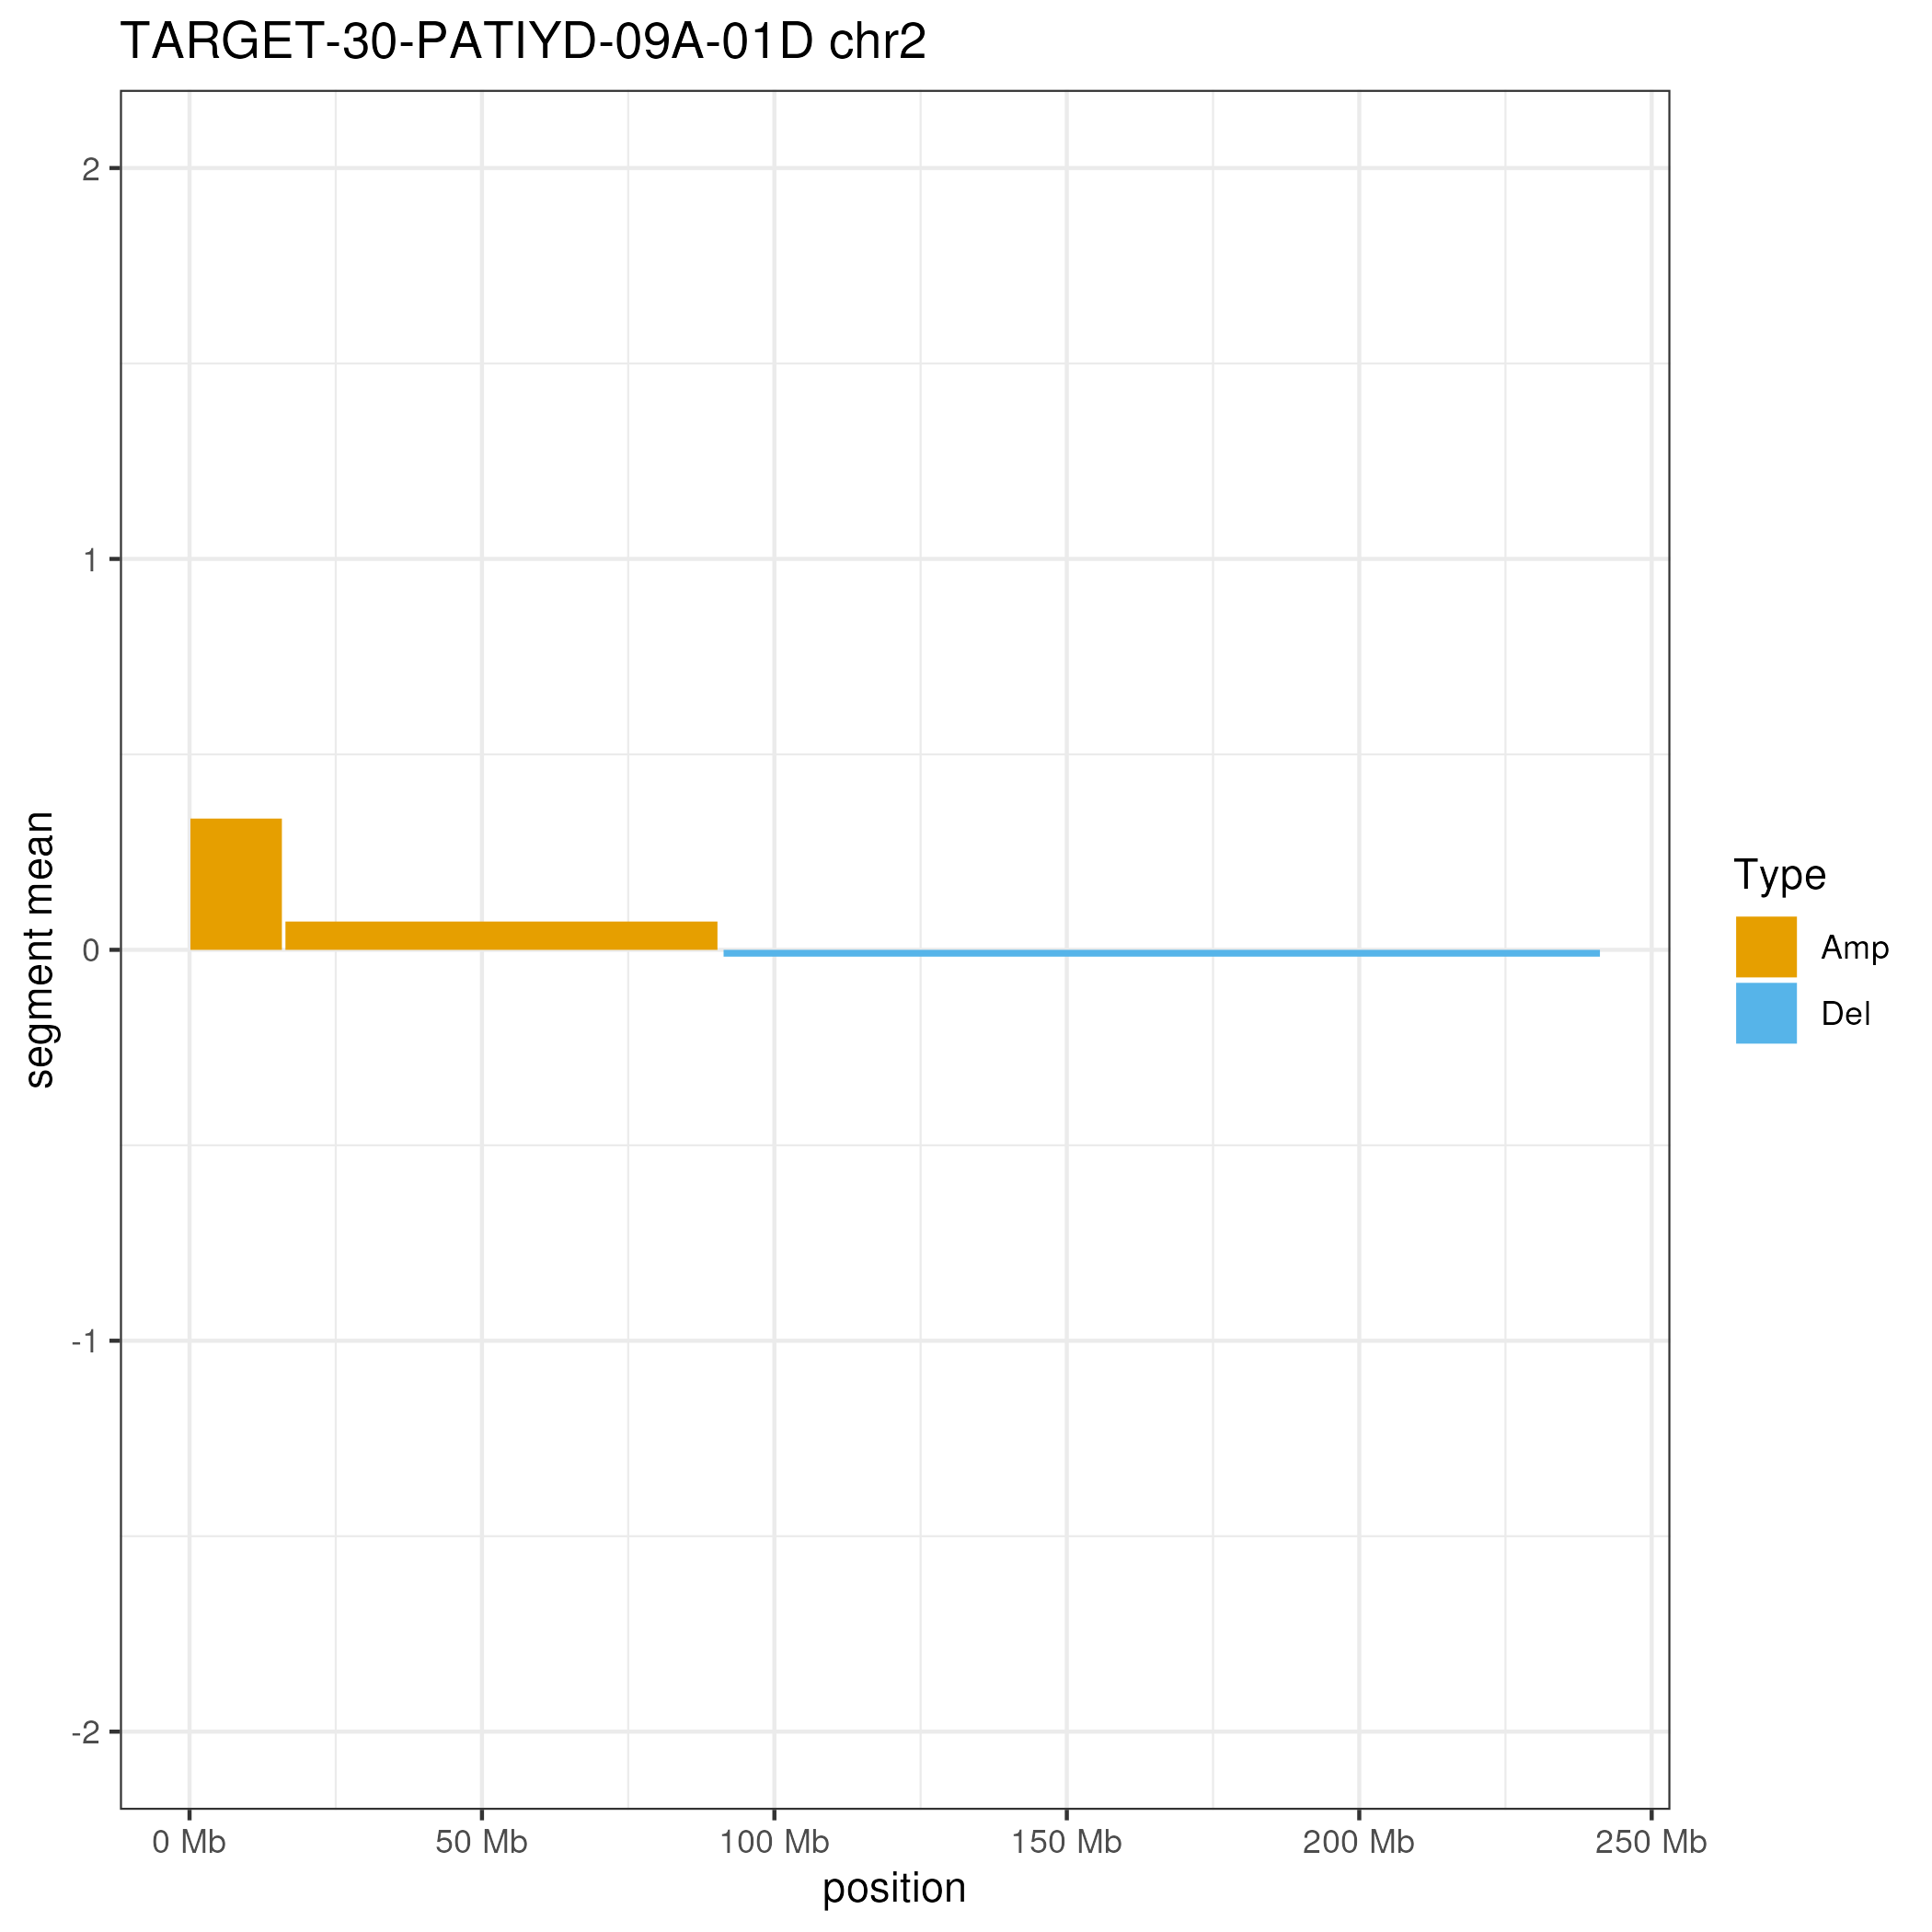 TARGET-30-PATIYD-09A-01D chr2
2
1
0
-1
-2
segment mean
0 Mb
50 Mb
100 Mb
150 Mb
200 Mb
250 Mb
position
Type
Amp
Del